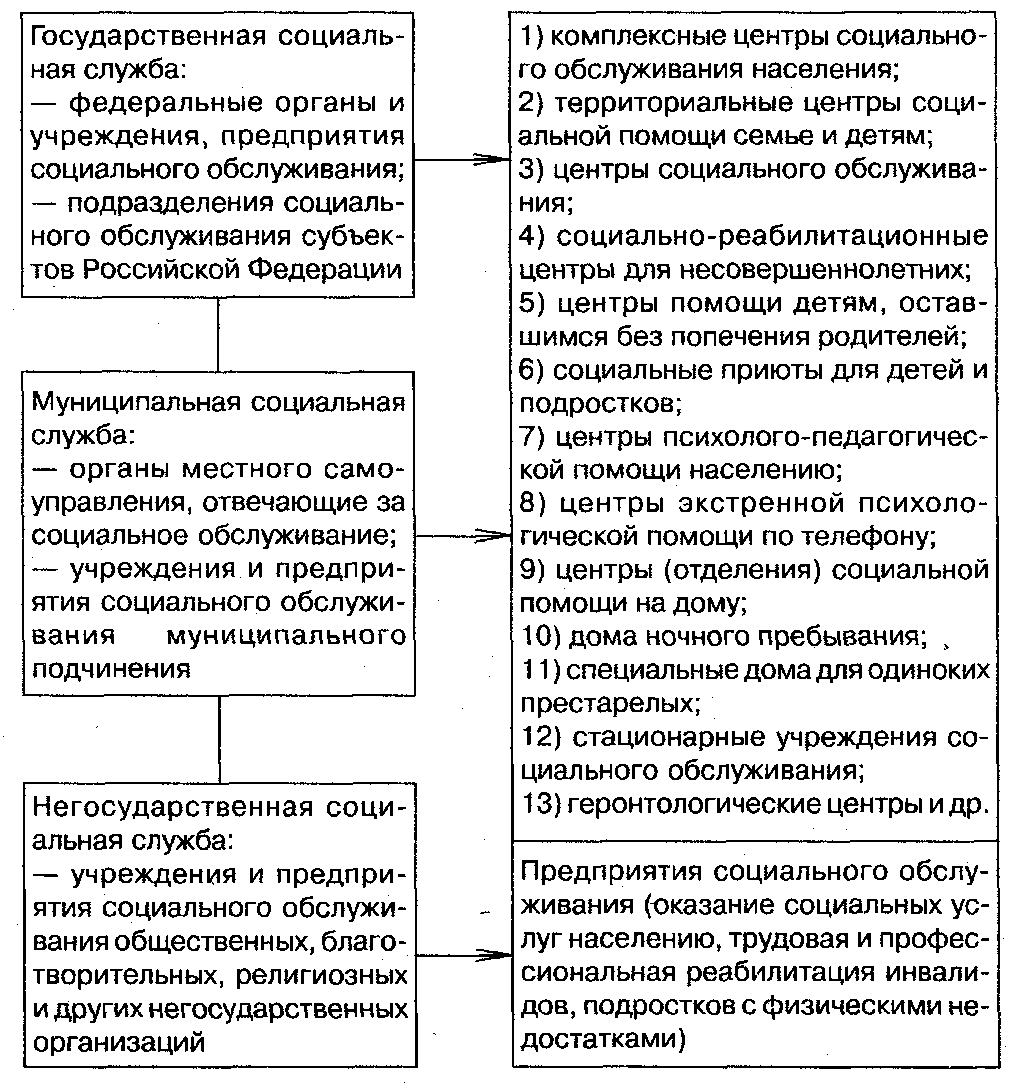 Государственная социаль-
ная служба:
— федеральные органы и
учреждения, предприятия
социального обслуживания;
— подразделения социаль-
ного обслуживания субъек-
тов Российской Федерации
Муниципальная социальная
служба:
— органы местного само-
управления, отвечающие за
социальное обслуживание;
— учреждения и предпри-
ятия социального обслужи-
вания муниципального
подчинения
Негосударственная соци-
альная служба:
— учреждения и предпри-
ятия социального обслужи-
вания общественных, благо-
творительных, религиозных
и других негосударственных
организаций
1) комплексные центры социально-
го обслуживания населения;
2) территориальные центры соци-
альной помощи семье и детям;
3) центры социального обслужива-
ния;
4) социально-реабилитационные
центры для несовершеннолетних;
5) центры помощи детям, остав-
шимся без попечения родителей;
6) социальные приюты для детей и
подростков;
7) центры психолого-педагогичес-
кой помощи населению;
8) центры экстренной психоло-
гической помощи по телефону;
9) центры (отделения) социальной
помощи на дому;
10) дома ночного пребывания;
11) специальные дома для одиноких
престарелых;
12) стационарные учреждения со-
циального обслуживания;
13) геронтологические центры и др.
Предприятия социального обслу-
живания (оказание социальных ус-
луг населению, трудовая и профес-
сиональная реабилитация инвали-
дов, подростков с физическими не-
достатками)